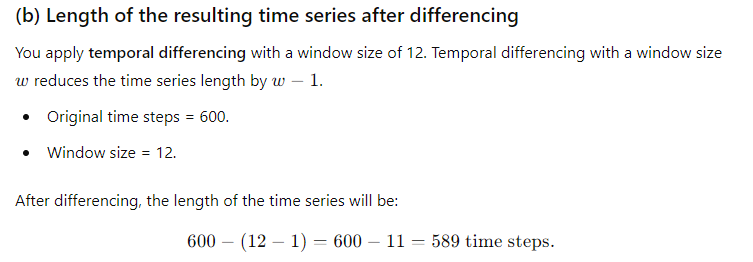 (b) Length of the resulting time series after differencing
You apply temporal differencing with a window size of 12. Temporal differencing with a window size
w reduces the time series length by w − 1.
• Original time steps = 600.
• Window size = 12.
After differencing, the length of the time series will be:
600 − (12 − 1) = 600 − 11 = 589 time steps.